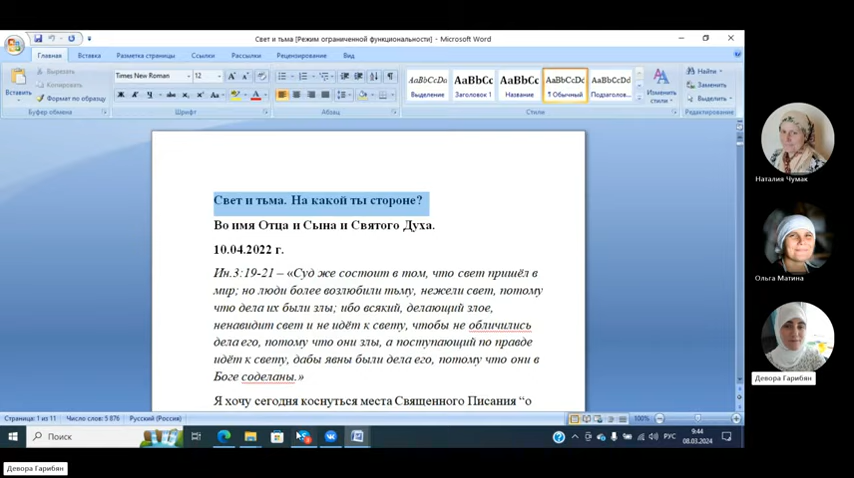 Свет и тьма [Режим ограниченной функциональности] - Microsoft Word
Главная Вставка Разметка страницы Ссылки Рассылки Рецензирование Вид
Вставить
Вырезать
Копировать
Формат по образцу
Буфер обмена
Times New Roman 12
Шрифт
Абзац
AaBbCcDd AaBbCc AaBbCc AaBbCcDd AaBbCcDd
Выделение Заголовок 1 Название ¶ Обычный Подзаголо...
Изменить стили
Стили
Найти
Заменить
Выделить
Редактирование
Свет и тьма. На какой ты стороне?
Во имя Отца и Сына и Святого Духа.
10.04.2022 г.
Ин.3:19-21 – «Суд же состоит в том, что свет пришёл в
мир; но люди более возлюбили тьму, нежели свет, потому
что дела их были злы; ибо всякий, делающий злое,
ненавидит свет и не идёт к свету, чтобы не обличились
дела его, потому что они злы, а поступающий по правде
идёт к свету, дабы явны были дела его, потому что они в
Боге соделаны.»
Я хочу сегодня коснуться места Священного Писания “о
Наталия Чумак
Ольга Матина
Девора Гарибян
Страница: 1 из 11 Число слов: 5 876 Русский (Россия) 100%
Поиск
РУС
9:44
08.03.2024
Девора Гарибян